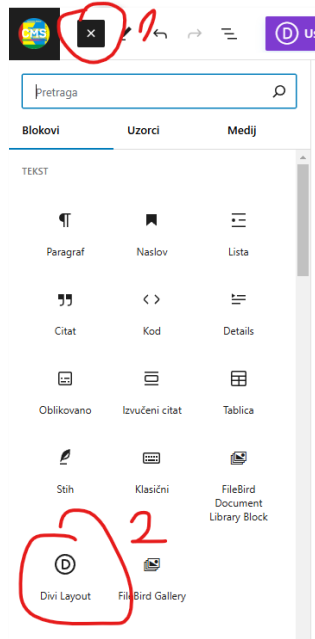 CMS
1
D Us
Pretraga
Blokovi Uzorci Medij
TEKST
Paragraf Naslov Lista
Citat Kod Details
Oblikovano Izvučeni citat Tablica
Stih Klasični FileBird
Document
Library Block
2
D
Divi Layout FileBird Gallery